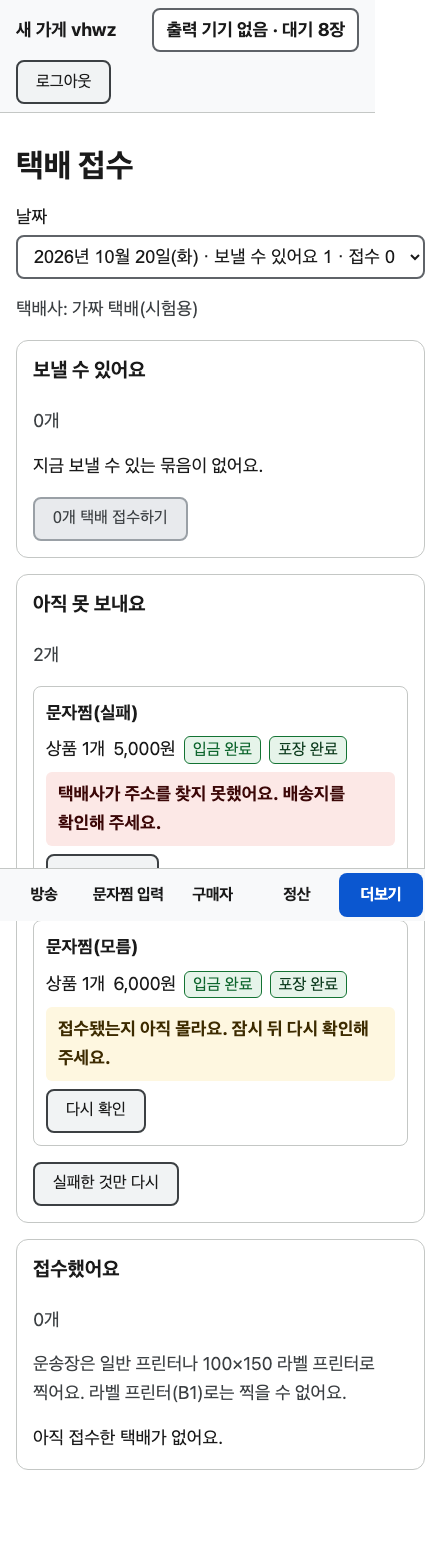 새 가게 vhwz
출력 기기 없음 · 대기 8장
로그아웃
택배 접수
날짜
2026년 10월 20일(화) · 보낼 수 있어요 1 · 접수 0
택배사: 가짜 택배(시험용)
보낼 수 있어요
0개
지금 보낼 수 있는 묶음이 없어요.
0개 택배 접수하기
아직 못 보내요
2개
문자찜(실패)
상품 1개 5,000원 입금 완료 포장 완료
택배사가 주소를 찾지 못했어요. 배송지를
확인해 주세요.
방송 문자찜 입력 구매자 정산 더보기
문자찜(모름)
상품 1개 6,000원 입금 완료 포장 완료
접수됐는지 아직 몰라요. 잠시 뒤 다시 확인해
주세요.
다시 확인
실패한 것만 다시
접수했어요
0개
운송장은 일반 프린터나 100×150 라벨 프린터로
찍어요. 라벨 프린터(B1)로는 찍을 수 없어요.
아직 접수한 택배가 없어요.